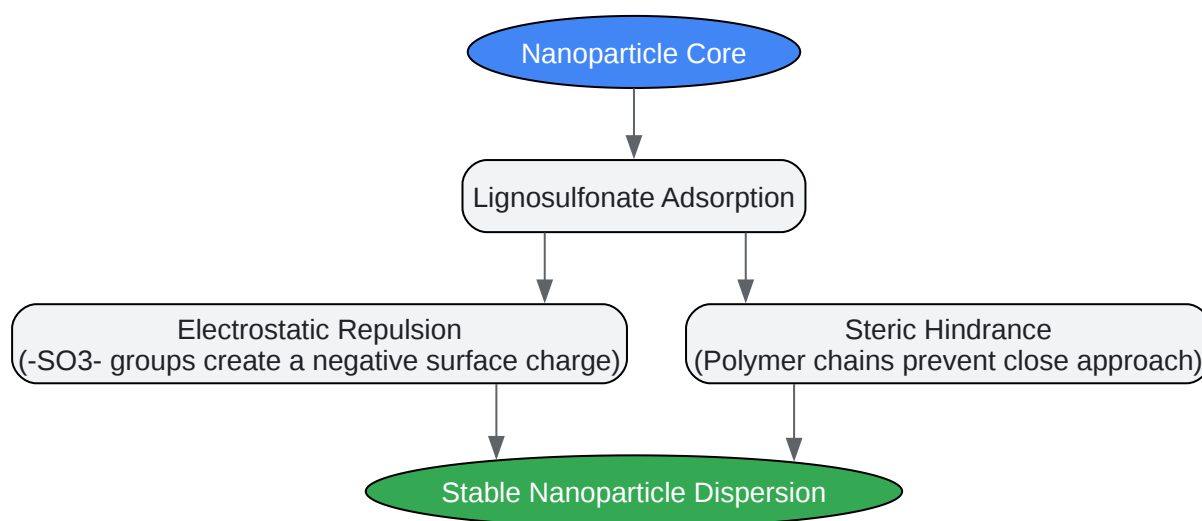 Nanoparticle Core
Lignosulfonate Adsorption
Electrostatic Repulsion
(-SO3- groups create a negative surface charge)
Steric Hindrance
(Polymer chains prevent close approach)
Stable Nanoparticle Dispersion